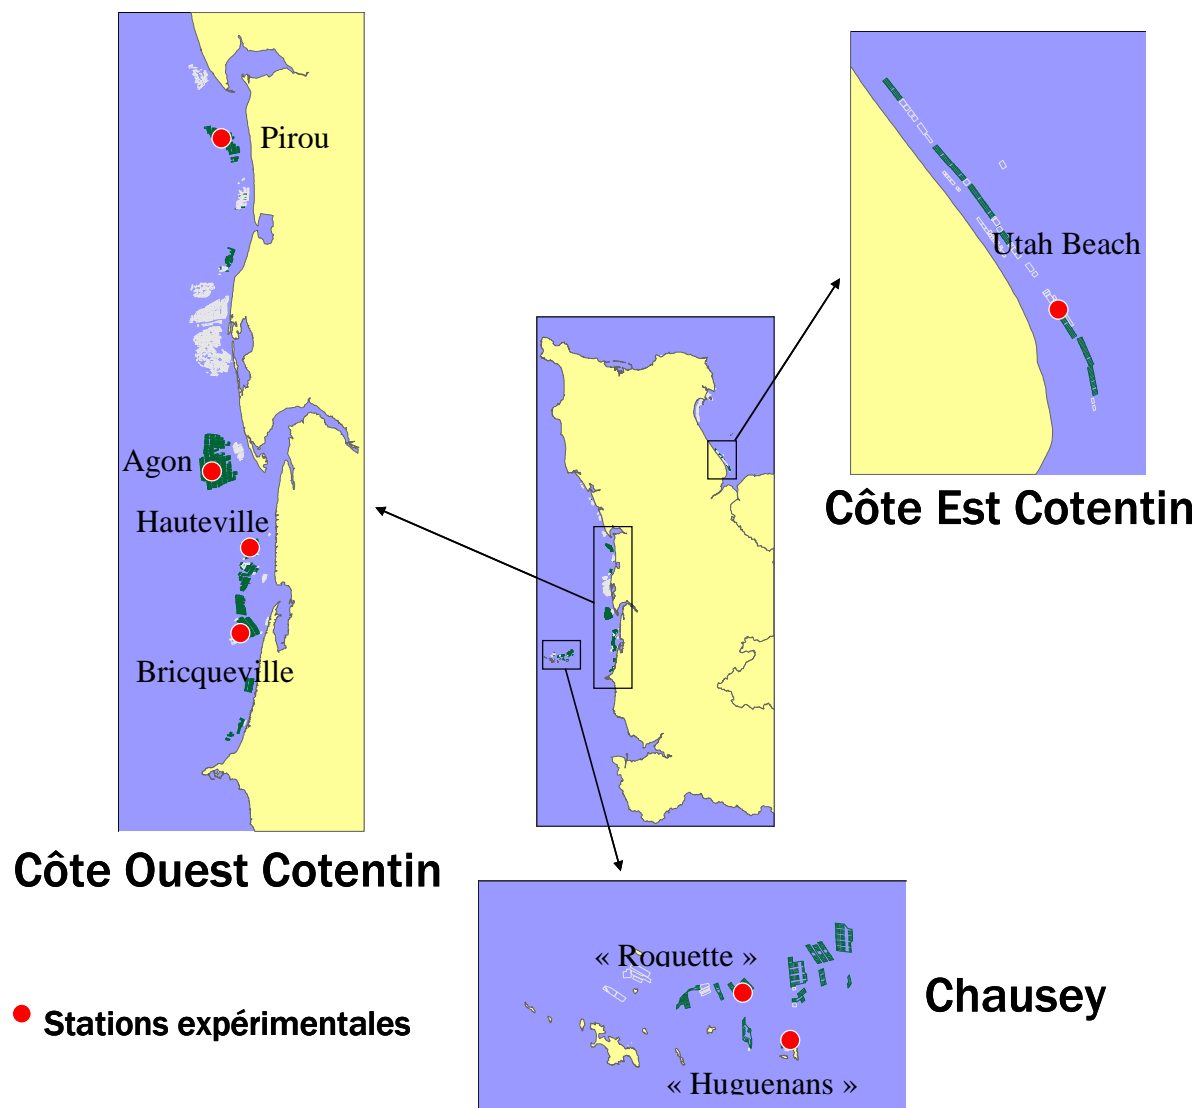 Pirou
Utah Beach
Agon
Hauteville
Bricqueville
Côte Est Cotentin
Côte Ouest Cotentin
« Roquette »
Chausey
Stations expérimentales
« Huguenans »